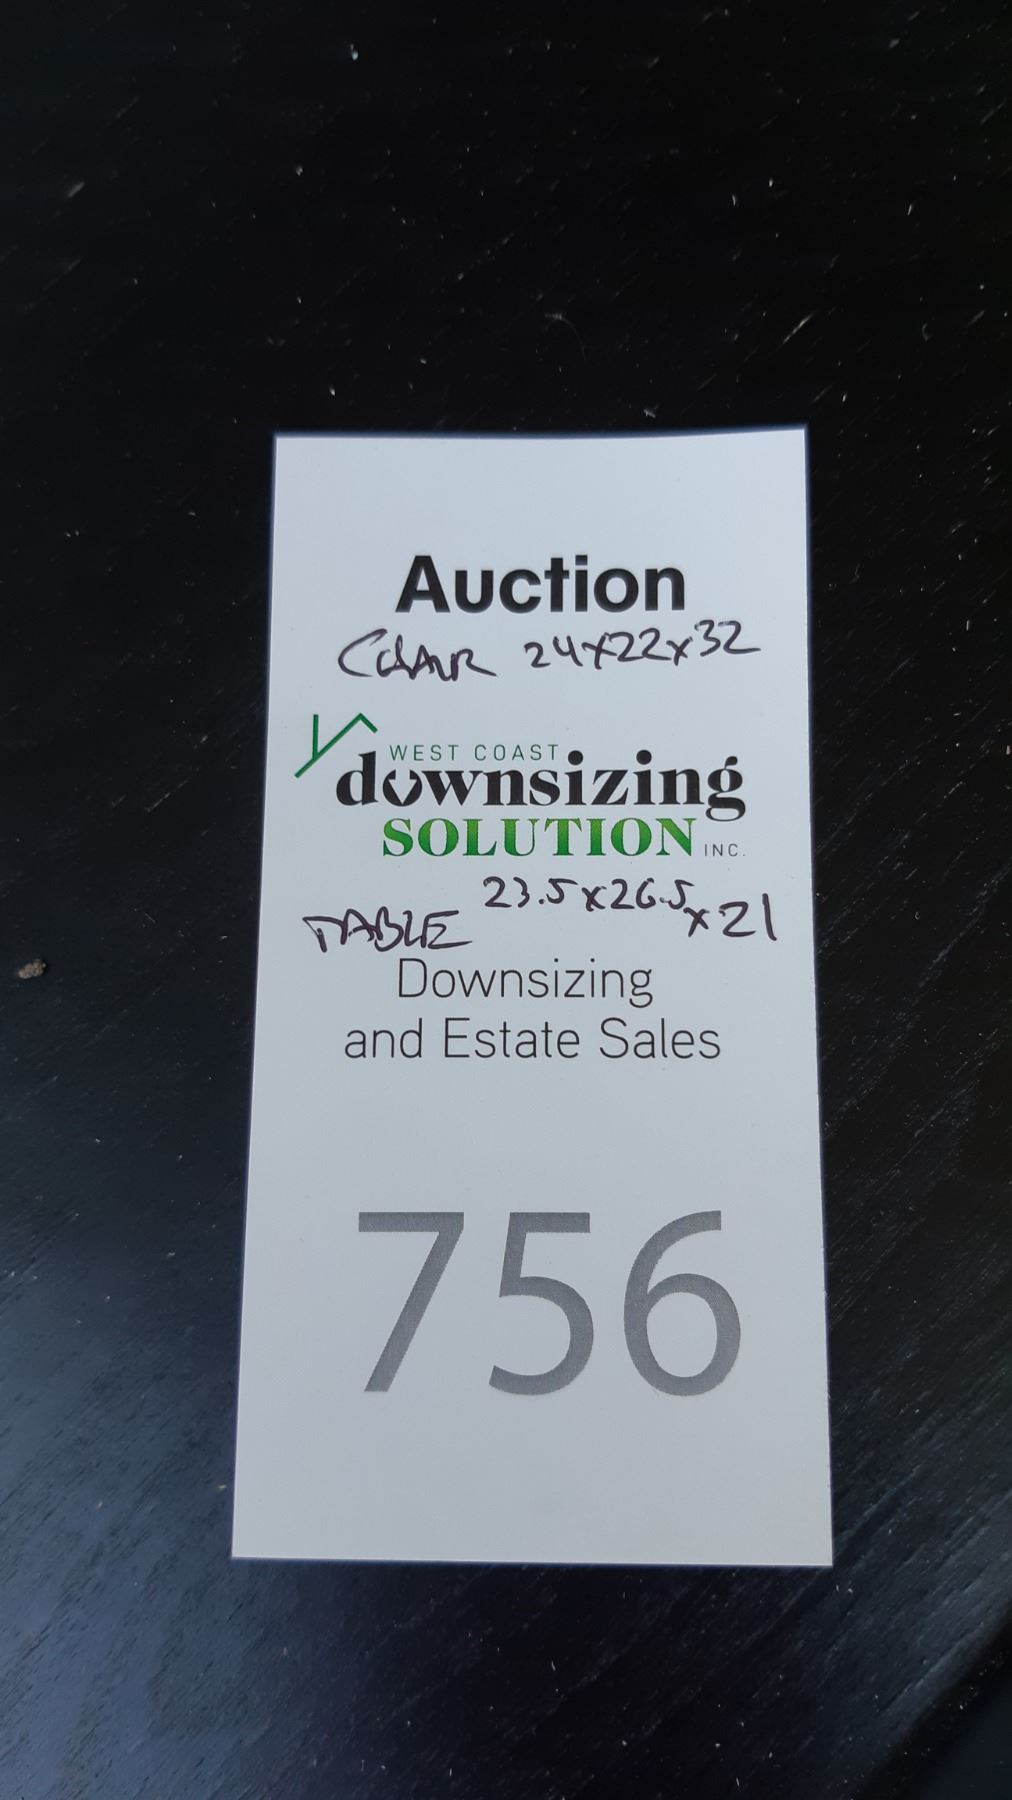 Auction
CHAIR 24x22x32
WEST COAST
downsizing
SOLUTION INC.
TABLE 23.5x26.5x21
Downsizing
and Estate Sales
756